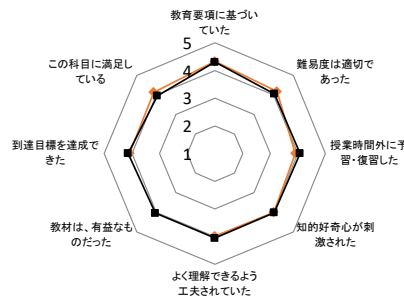 教育要項に基づい
ていた
難易度は適切で
あった
授業時間外に予
習・復習した
知的好奇心が刺
激された
よく理解できるよう
工夫されていた
教材は、有益なも
のだった
到達目標を達成で
きた
この科目に満足し
ている
5
4
3
2
1